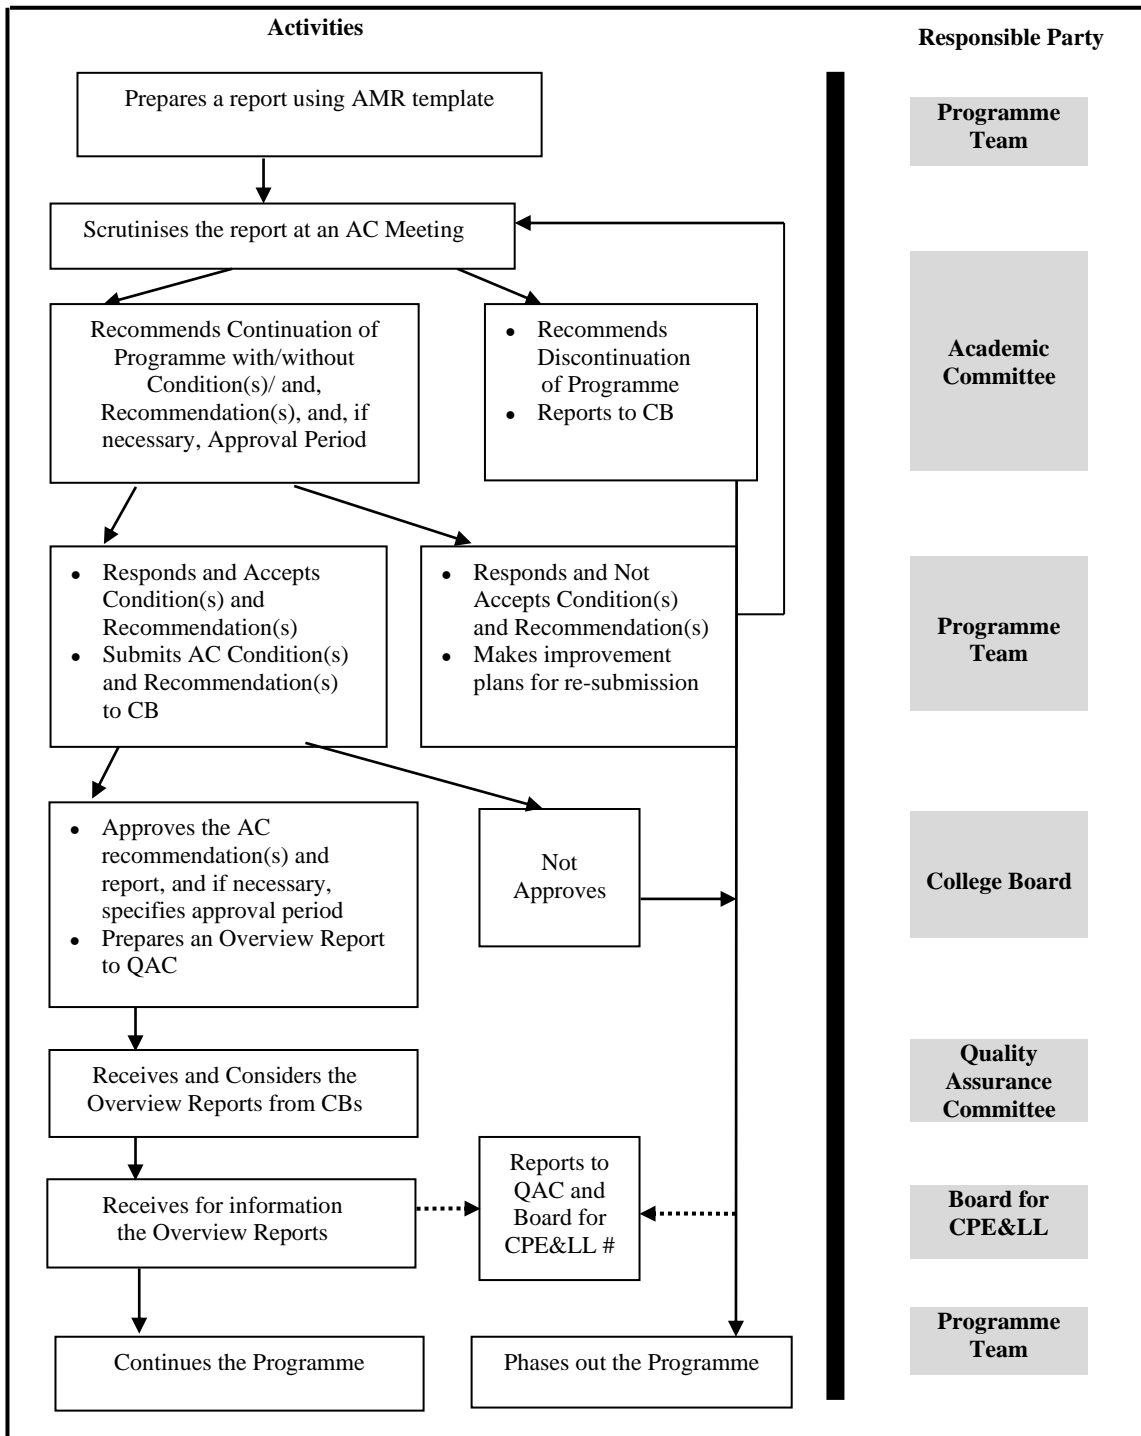 Activities
Responsible Party
Prepares a report using AMR template
Programme
Team
Scrutinises the report at an AC Meeting
Recommends Continuation of
Programme with/without
Condition(s)/ and,
Recommendation(s), and, if
necessary, Approval Period
• Recommends
Discontinuation
of Programme
• Reports to CB
Academic
Committee
• Responds and Accepts
Condition(s) and
Recommendation(s)
• Submits AC Condition(s)
and Recommendation(s)
to CB
• Responds and Not
Accepts Condition(s)
and Recommendation(s)
• Makes improvement
plans for re-submission
Programme
Team
• Approves the AC
recommendation(s) and
report, and if necessary,
specifies approval period
• Prepares an Overview Report
to QAC
Not
Approves
College Board
Receives and Considers the
Overview Reports from CBs
Quality
Assurance
Committee
Receives for information
the Overview Reports
Reports to
QAC and
Board for
CPE&LL #
Board for
CPE&LL
Continues the Programme
Phases out the Programme
Programme
Team